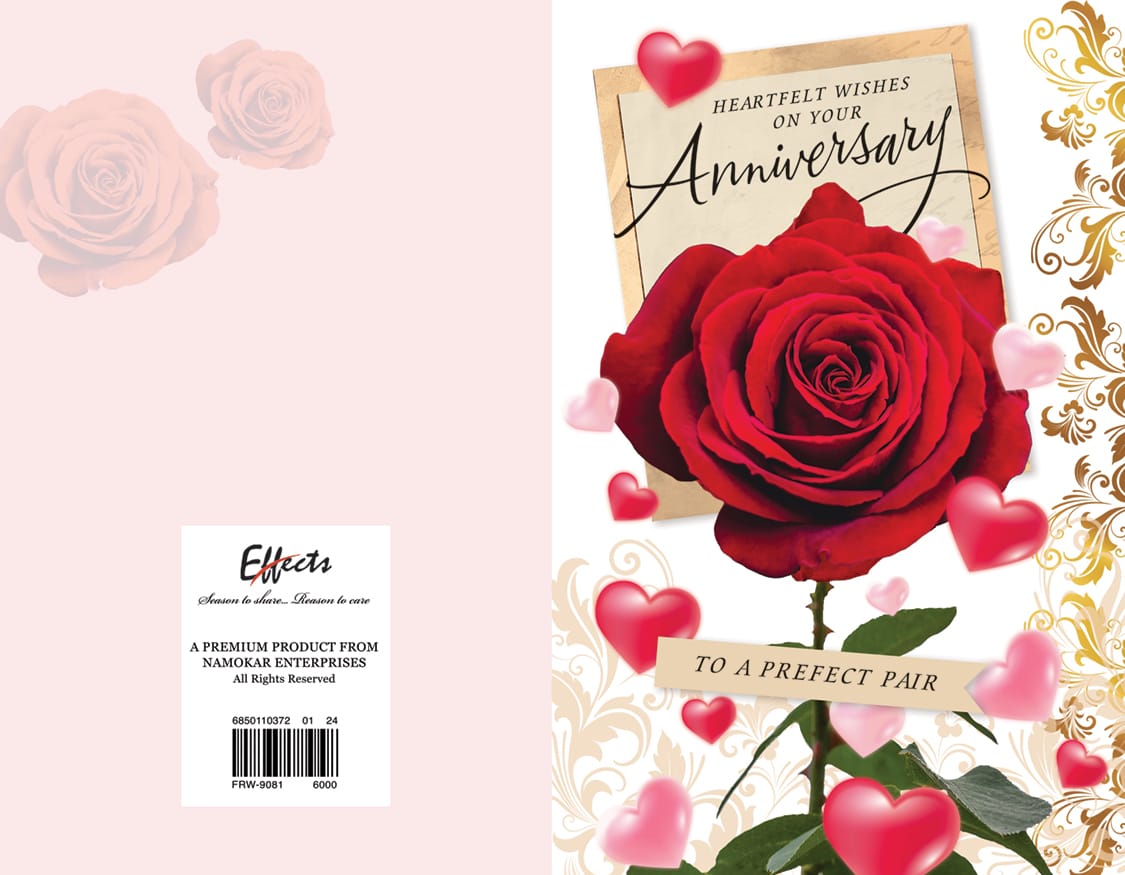 HEARTFELT WISHES
ON YOUR
Anniversary
TO A PREFECT PAIR
Effects
Season to share... Reason to care
A PREMIUM PRODUCT FROM
NAMOKAR ENTERPRISES
All Rights Reserved
6850110372 01 24
FRW-9081 6000